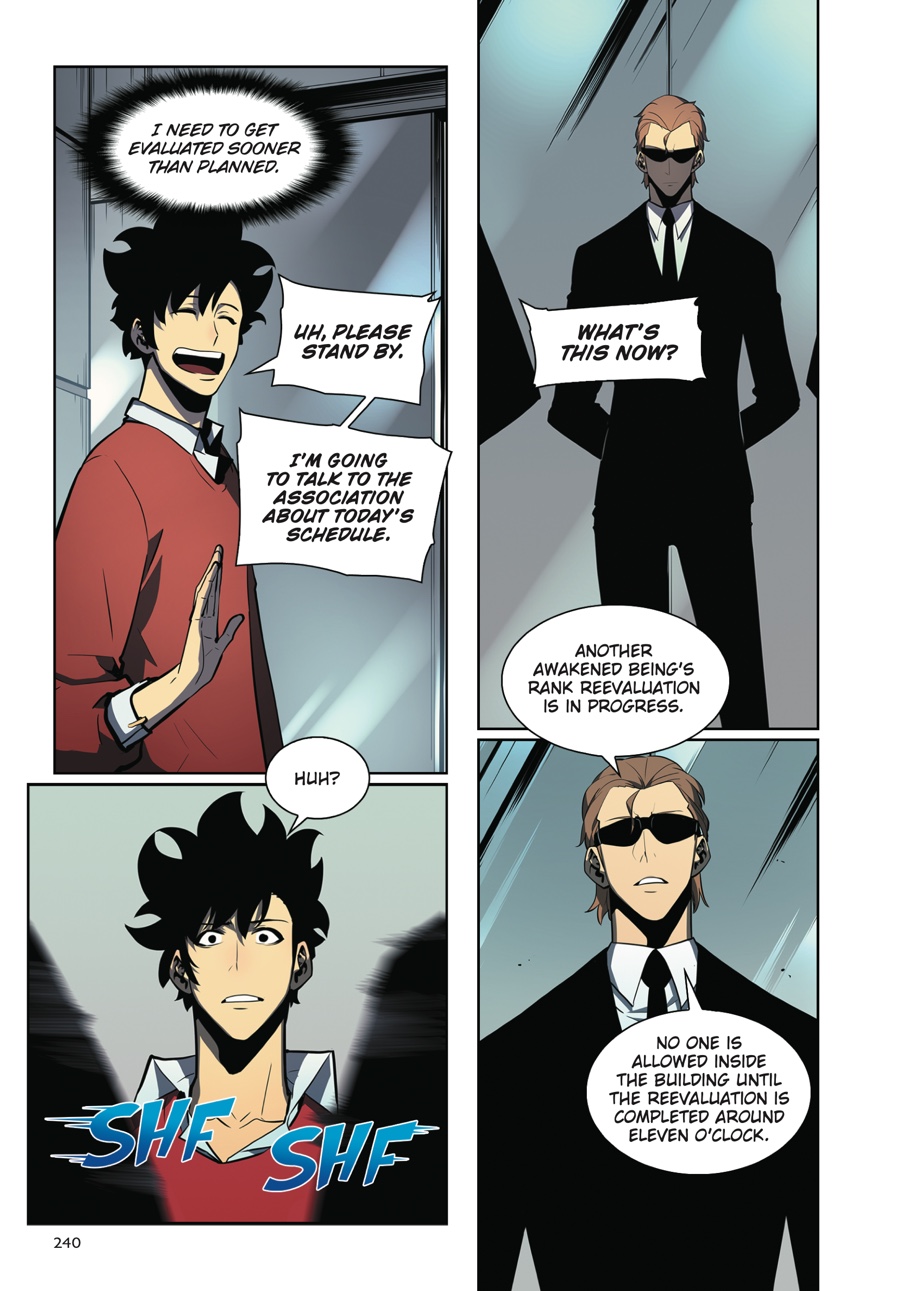 I NEED TO GET
EVALUATED SOONER
THAN PLANNED.
UH, PLEASE
STAND BY.
I'M GOING
TO TALK TO THE
ASSOCIATION
ABOUT TODAY'S
SCHEDULE.
HUH?
SHF
SHF
WHAT'S
THIS NOW?
ANOTHER
AWAKENED BEING'S
RANK REEVALUATION
IS IN PROGRESS.
NO ONE IS
ALLOWED INSIDE
THE BUILDING UNTIL
THE REEVALUATION IS
COMPLETED AROUND
ELEVEN O'CLOCK.
240